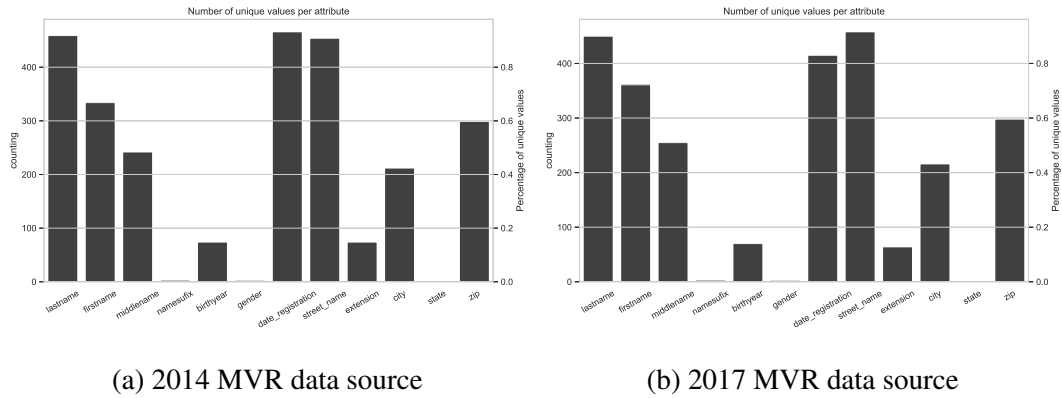 Number of unique values per attribute
counting
400
300
200
100
0
0.8
0.6
0.4
0.2
0.0
Percentage of unique values
lastname
firstname
middlename
namesufix
birthyear
gender
date_registration
street_name
extension
city
state
zip
(a) 2014 MVR data source
Number of unique values per attribute
counting
400
300
200
100
0
0.8
0.6
0.4
0.2
0.0
Percentage of unique values
lastname
firstname
middlename
namesufix
birthyear
gender
date_registration
street_name
extension
city
state
zip
(b) 2017 MVR data source